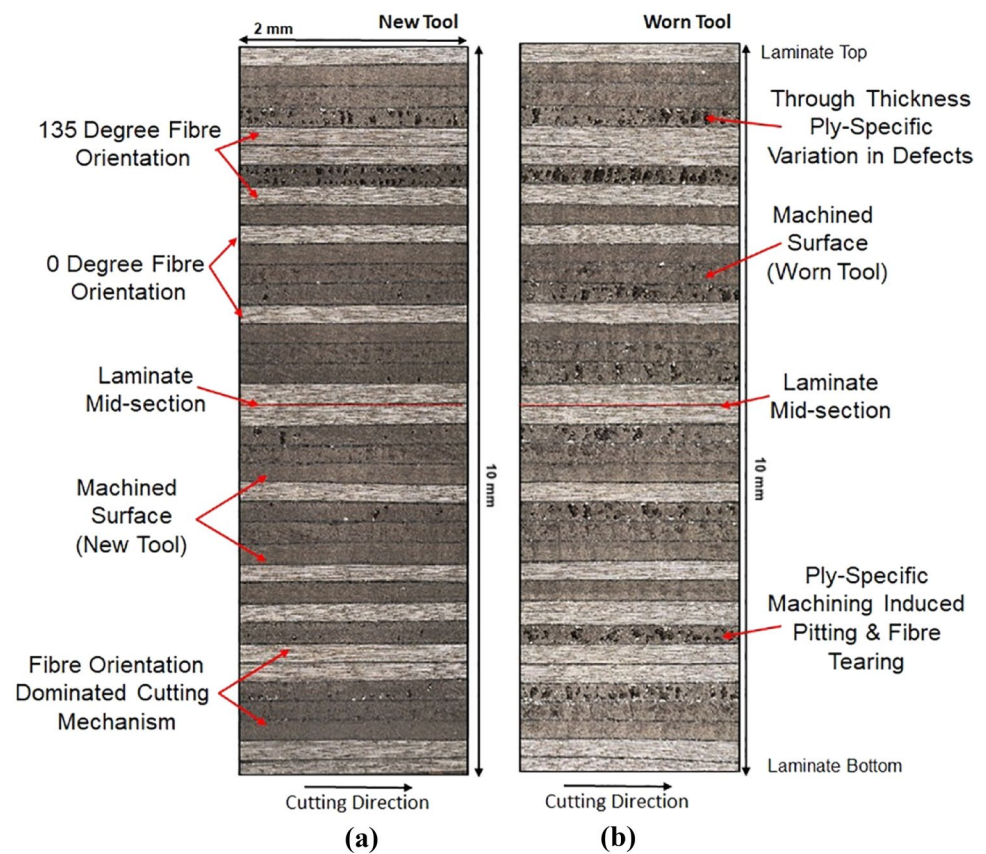 2 mm
New Tool
Worn Tool
Laminate Top
135 Degree Fibre
Orientation
Through Thickness
Ply-Specific
Variation in Defects
0 Degree Fibre
Orientation
Machined
Surface
(Worn Tool)
Laminate
Mid-section
Laminate
Mid-section
10 mm
10 mm
Machined
Surface
(New Tool)
Ply-Specific
Machining Induced
Pitting & Fibre
Tearing
Fibre Orientation
Dominated Cutting
Mechanism
Laminate Bottom
Cutting Direction
Cutting Direction
(a)
(b)